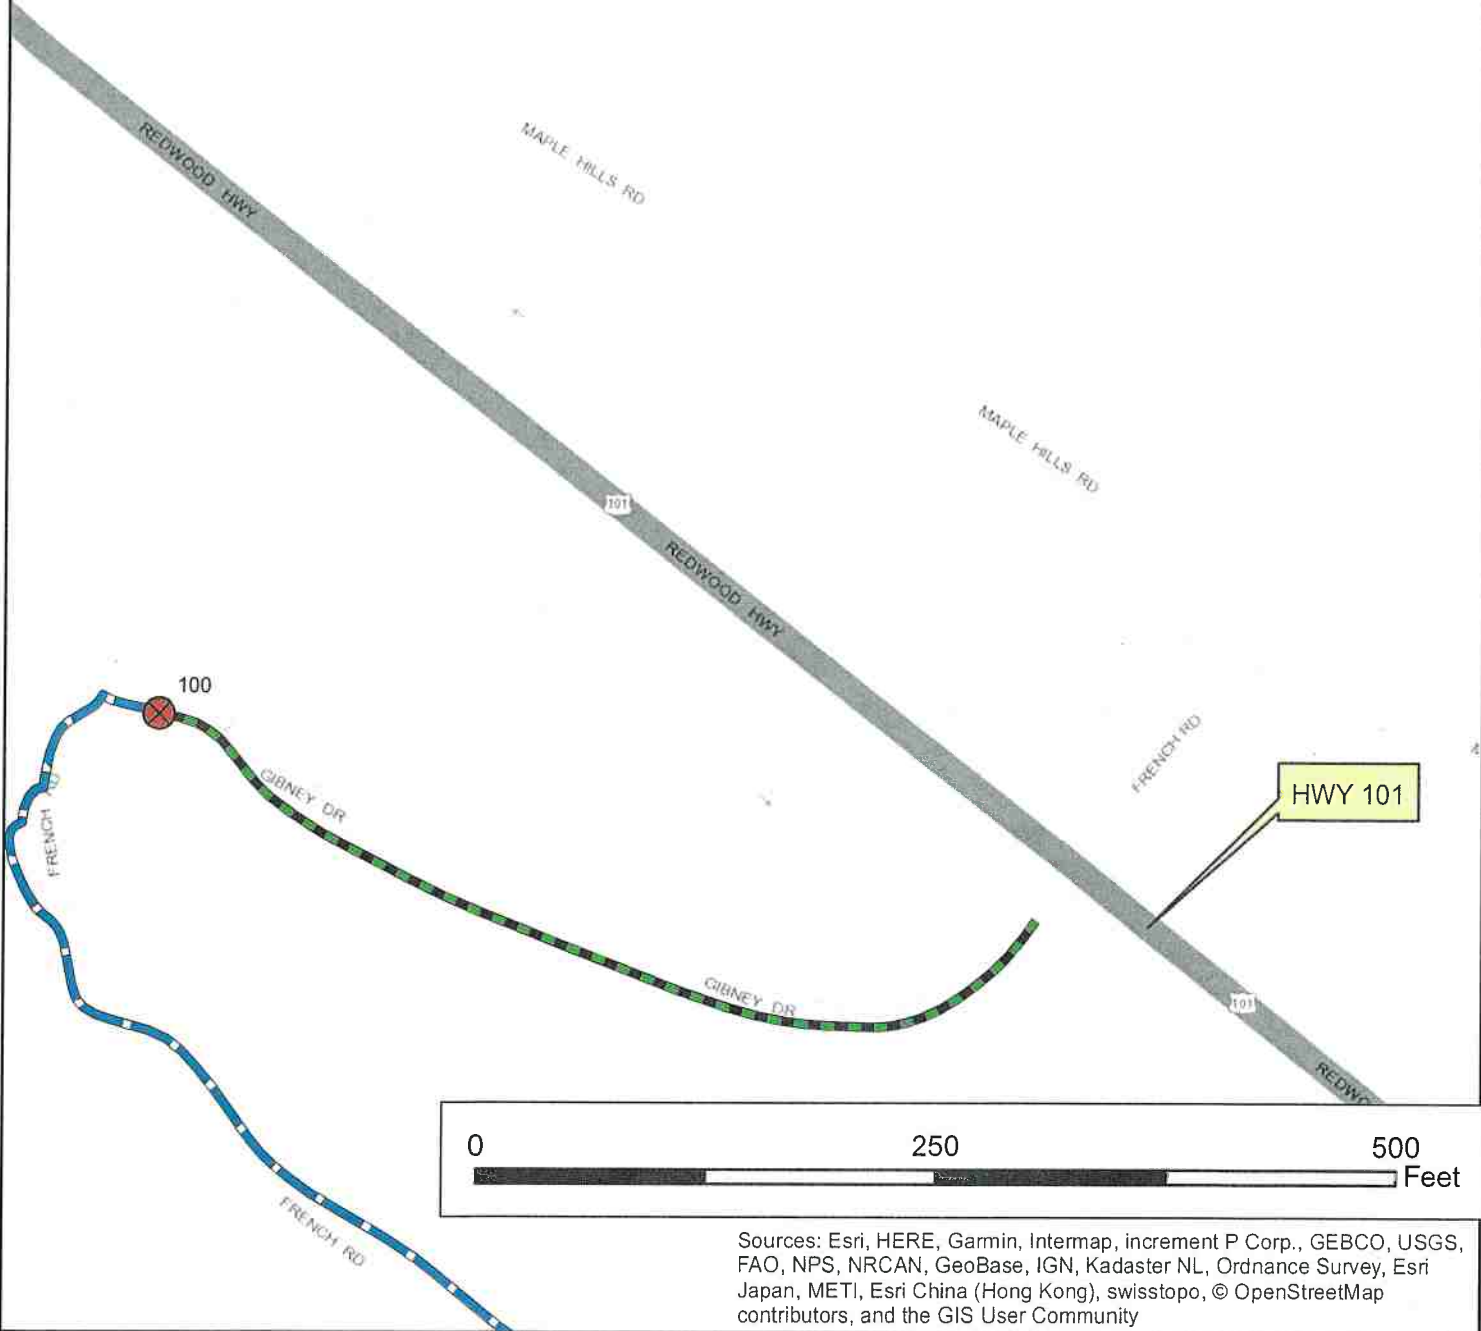 REDWOOD HWY
MAPLE HILLS RD
MAPLE HILLS RD
101
REDWOOD HWY
100
FRENCH RD
HWY 101
GIBNEY DR
FRENCH
GIBNEY DR
101
REDWO
FRENCH RD
0 250 500
Feet
Sources: Esri, HERE, Garmin, Intermap, increment P Corp., GEBCO, USGS,
FAO, NPS, NRCAN, GeoBase, IGN, Kadaster NL, Ordnance Survey, Esri
Japan, METI, Esri China (Hong Kong), swisstopo, © OpenStreetMap
contributors, and the GIS User Community